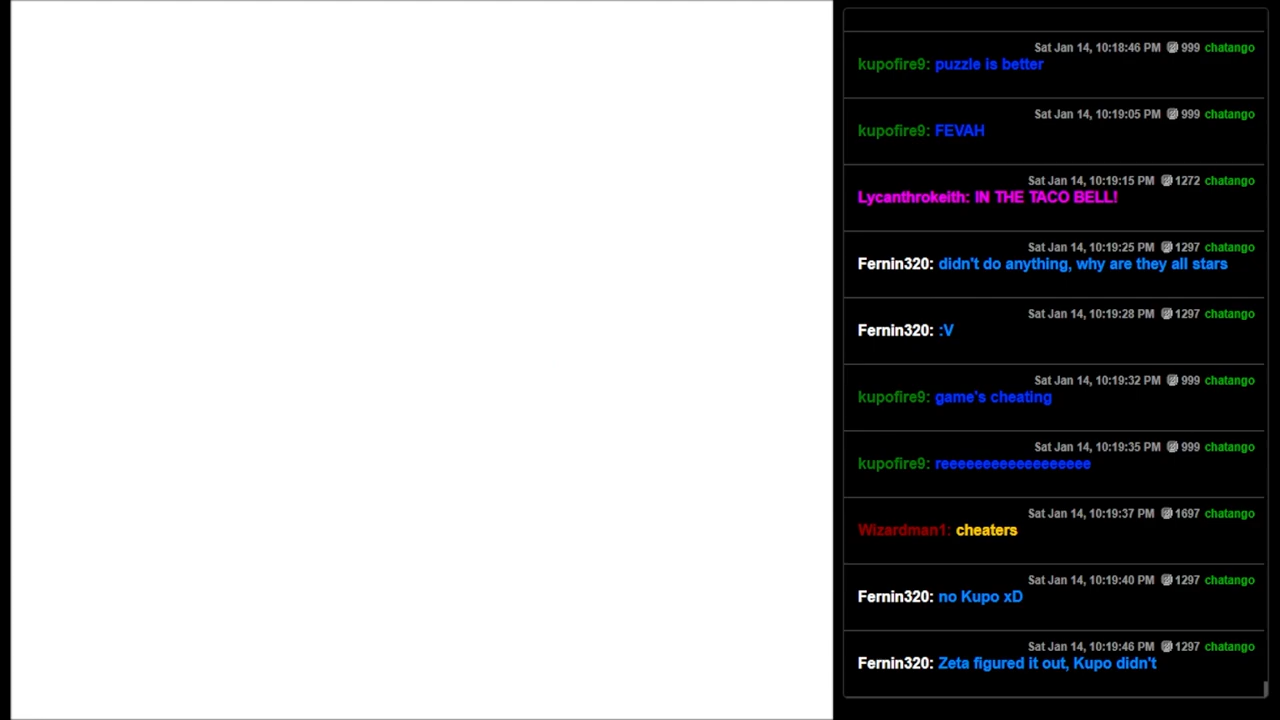 Sat Jan 14, 10:18:46 PM 999 chatango
kupofire9: puzzle is better
Sat Jan 14, 10:19:05 PM 999 chatango
kupofire9: FEVAH
Sat Jan 14, 10:19:15 PM 1272 chatango
Lycanthrokeith: IN THE TACO BELL!
Sat Jan 14, 10:19:25 PM 1297 chatango
Fernin320: didn't do anything, why are they all stars
Sat Jan 14, 10:19:28 PM 1297 chatango
Fernin320: :V
Sat Jan 14, 10:19:32 PM 999 chatango
kupofire9: game's cheating
Sat Jan 14, 10:19:35 PM 999 chatango
kupofire9: reeeeeeeeeeeeeeeeee
Sat Jan 14, 10:19:37 PM 1697 chatango
Wizardman1: cheaters
Sat Jan 14, 10:19:40 PM 1297 chatango
Fernin320: no Kupo xD
Sat Jan 14, 10:19:46 PM 1297 chatango
Fernin320: Zeta figured it out, Kupo didn't